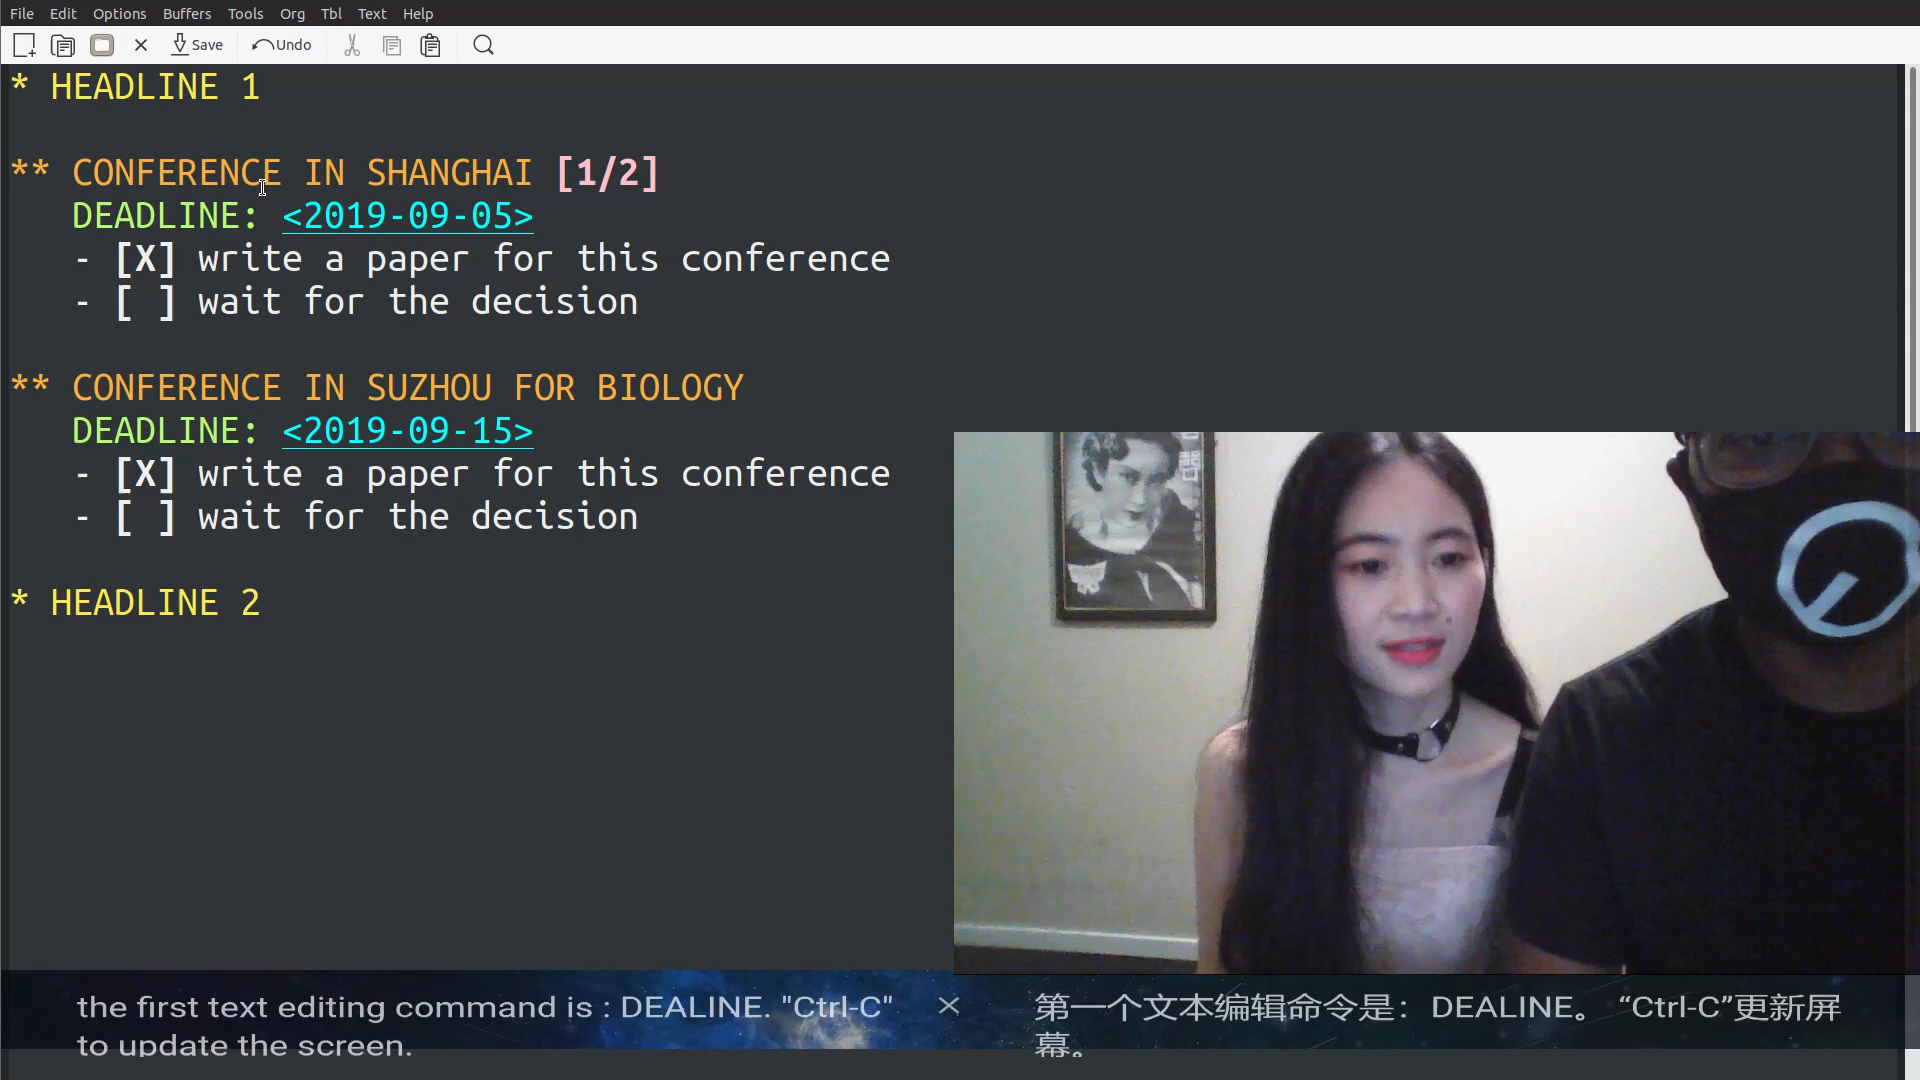 File Edit Options Buffers Tools Org Tbl Text Help
Save Undo
* HEADLINE 1
** CONFERENCE IN SHANGHAI [1/2]
DEADLINE: <2019-09-05>
- [X] write a paper for this conference
- [ ] wait for the decision
** CONFERENCE IN SUZHOU FOR BIOLOGY
DEADLINE: <2019-09-15>
- [X] write a paper for this conference
- [ ] wait for the decision
* HEADLINE 2
the first text editing command is : DEALINE. "Ctrl-C"
to update the screen.
第一个文本编辑命令是： DEALINE。 “Ctrl-C”更新屏
幕。